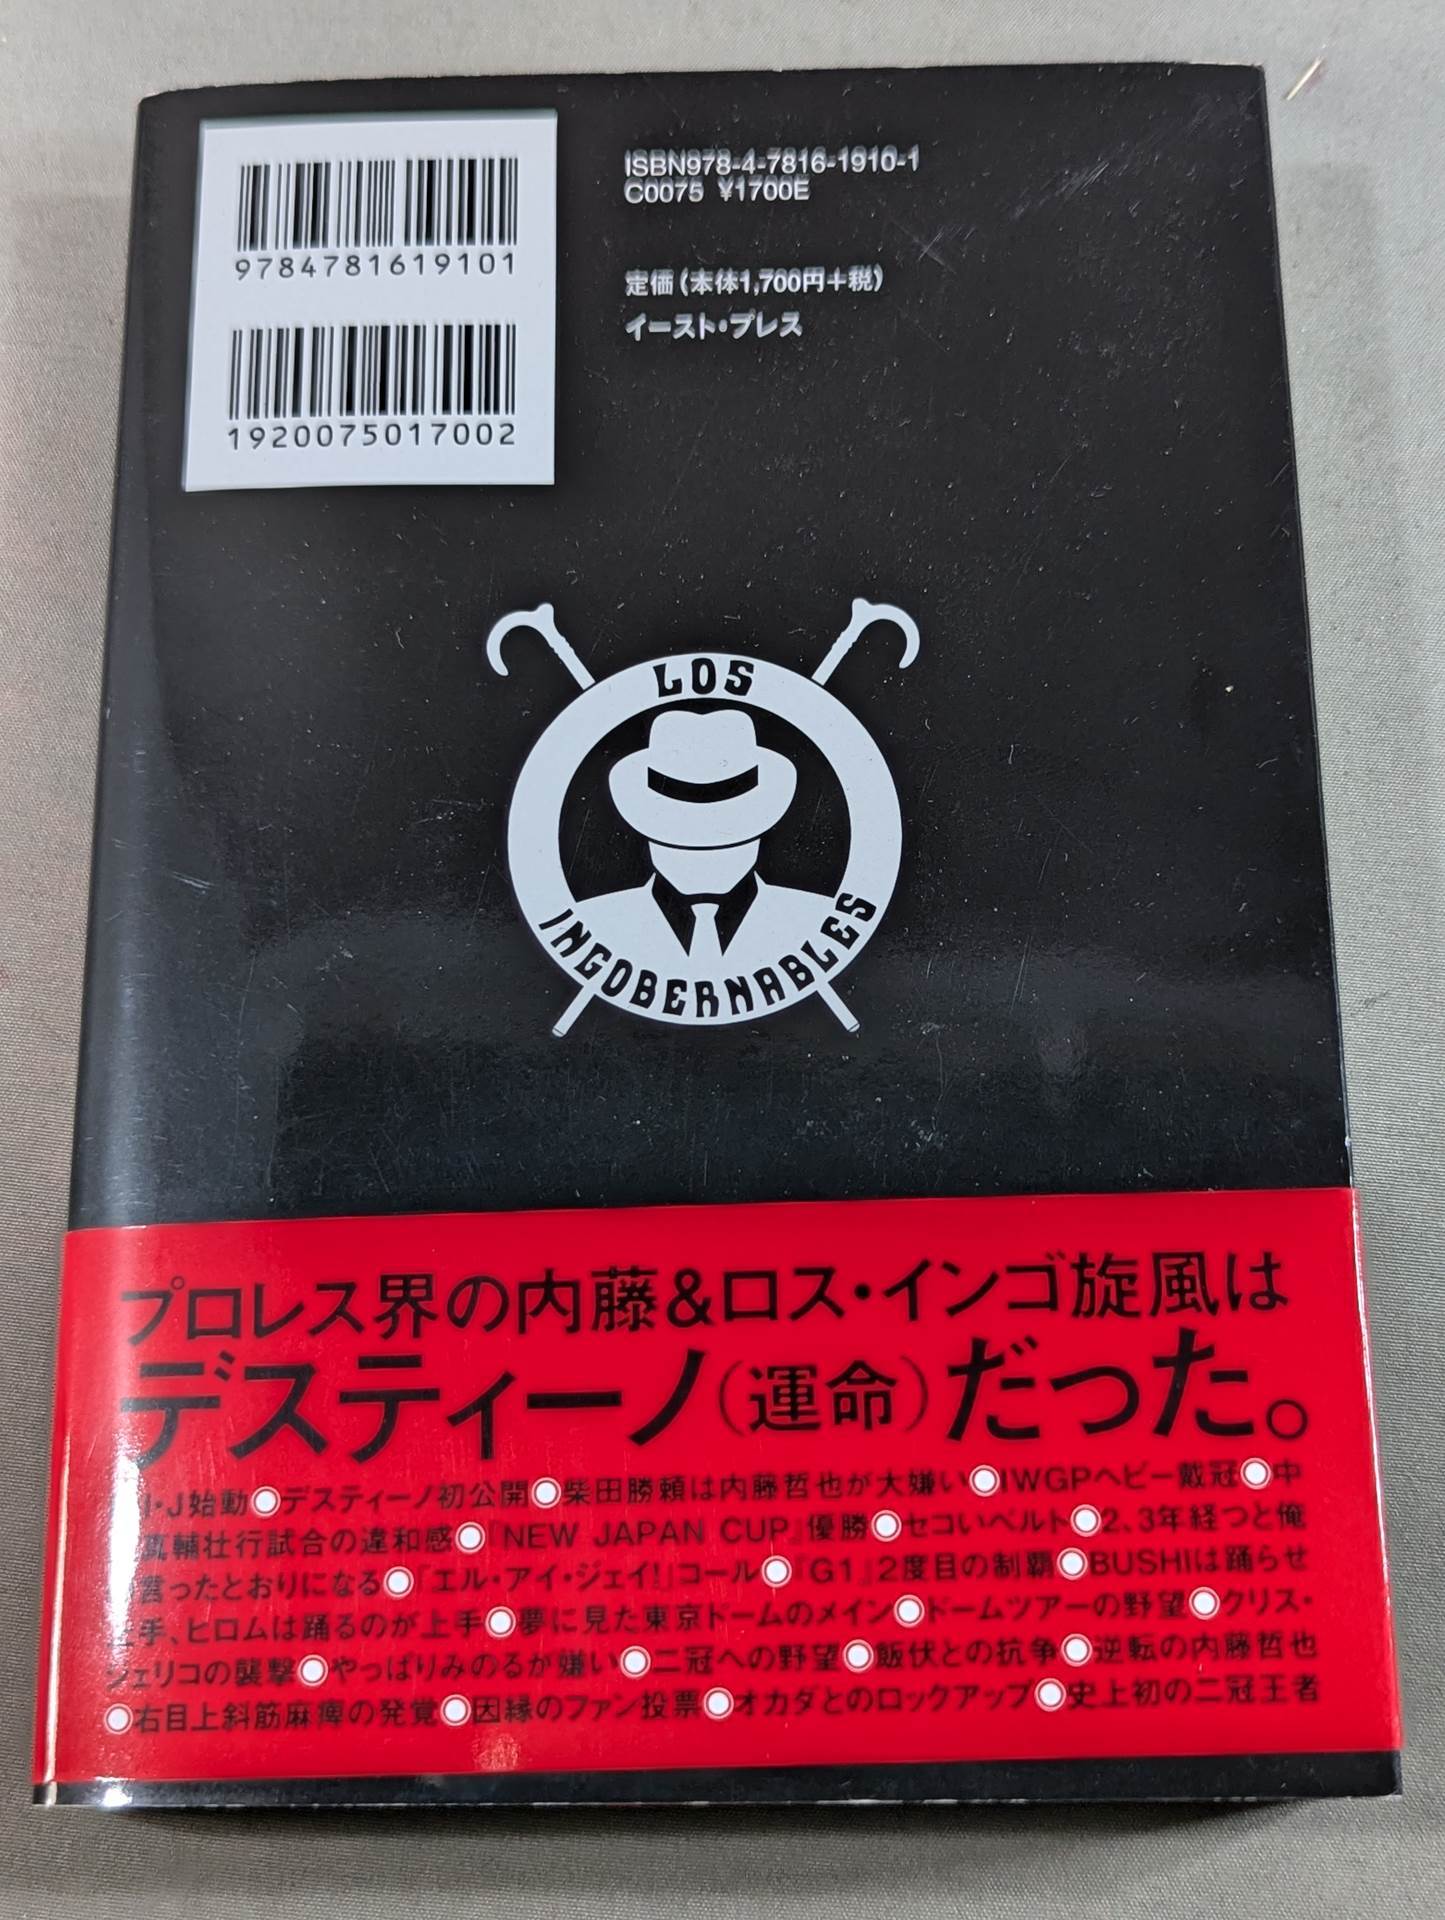 9784781619101
1920075017002
ISBN978-4-7816-1910-1
C0075 ¥1700E
定価(本体1,700円+税)
イースト・プレス
LOS
INGOBERNABLES
プロレス界の内藤&ロス・インゴ旋風は
デスティーノ(運命)だった。
I・J始動●デスティーノ初公開●柴田勝頼は内藤哲也が大嫌い●IWGPヘビー戴冠●中
真輔壮行試合の違和感●『NEW JAPAN CUP』優勝●セコいベルト●2、3年経つと俺
言ったとおりになる●「エル・アイ・ジェイ!」コール●『G1』2度目の制覇●BUSHIは踊らせ
上手、ヒロムは踊るのが上手●夢に見た東京ドームのメイン●ドームツアーの野望●クリス・
ジェリコの襲撃●やっぱりみのるが嫌い●二冠への野望●飯伏との抗争●逆転の内藤哲也
●右目上斜筋麻痺の発覚●因縁のファン投票●オカダとのロックアップ●史上初の二冠王者